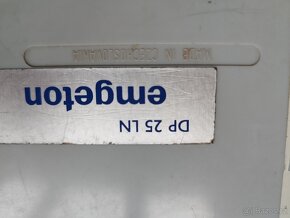 DP 25 LN
emgeton
MADE IN CZECHOSLOVAKIA